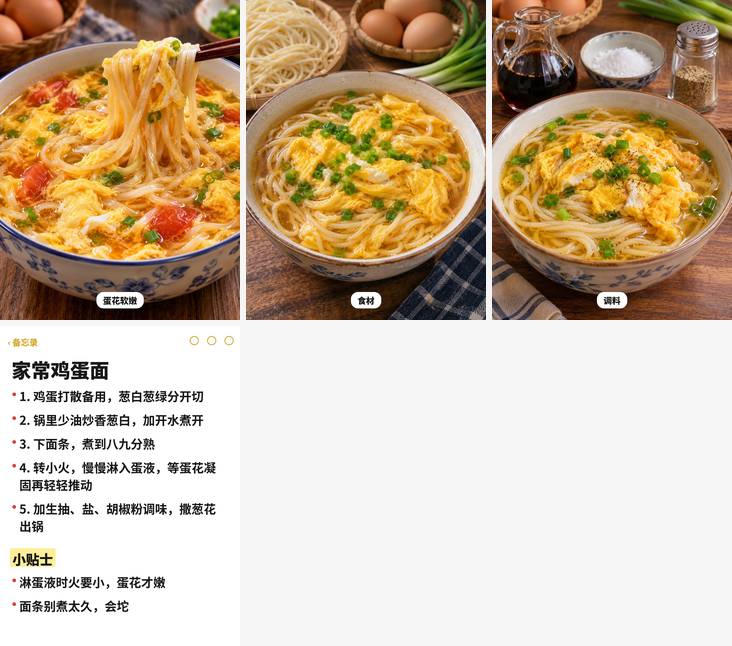 蛋花软嫩
食材
调料
‹ 备忘录
家常鸡蛋面
• 1. 鸡蛋打散备用，葱白葱绿分开切
• 2. 锅里少油炒香葱白，加开水煮开
• 3. 下面条，煮到八九分熟
• 4. 转小火，慢慢淋入蛋液，等蛋花凝
固再轻轻推动
• 5. 加生抽、盐、胡椒粉调味，撒葱花
出锅
小贴士
• 淋蛋液时火要小，蛋花才嫩
• 面条别煮太久，会坨